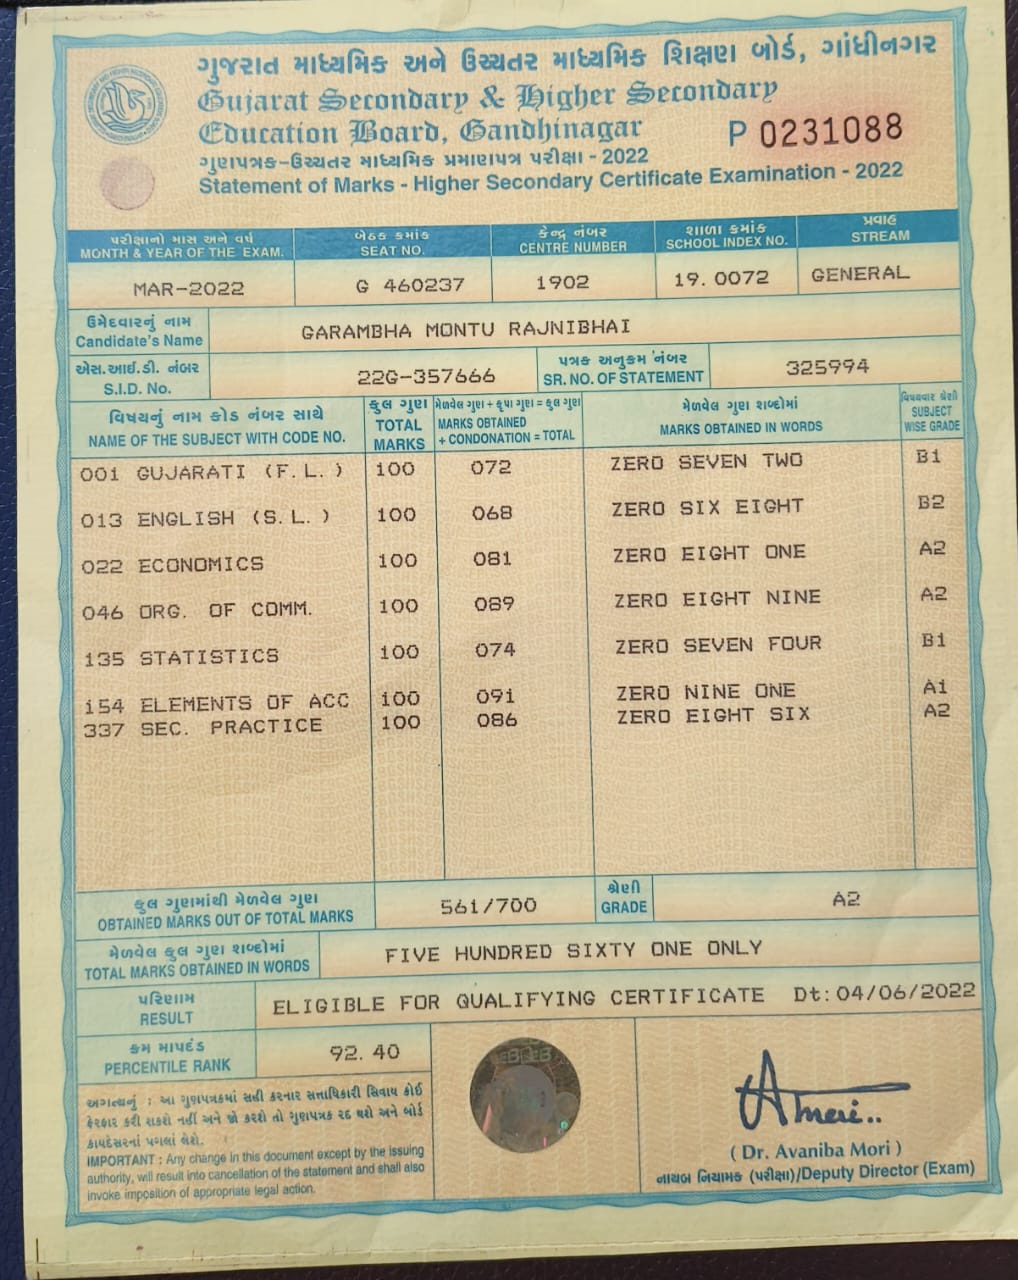 ગુજરાત માધ્યમિક અને ઉચ્ચતર માધ્યમિક શિક્ષણ બોર્ડ, ગાંધીનગર
Gujarat Secondary & Higher Secondary
Education Board, Gandhinagar
P 0231088
ગુણપત્રક-ઉચ્ચતર માધ્યમિક પ્રમાણપત્ર પરીક્ષા - 2022
Statement of Marks - Higher Secondary Certificate Examination - 2022
પરીક્ષાનો માસ અને વર્ષ બેઠક ક્રમાંક કેન્દ્ર નંબર શાળા ક્રમાંક પ્રવાહ
MONTH & YEAR OF THE EXAM. SEAT NO. CENTRE NUMBER SCHOOL INDEX NO. STREAM
MAR-2022 G 460237 1902 19.0072 GENERAL
ઉમેદવારનું નામ
Candidate's Name GARAMBHA MONTU RAJNIBHAI
એસ.આઈ.ડી. નંબર પત્રક અનુક્રમ નંબર
S.I.D. No. 22G-357666 SR. NO. OF STATEMENT 325994
વિષયનું નામ કોડ નંબર સાથે કુલ ગુણ મેળવેલ ગુણ + કૃપા ગુણ = કુલ ગુણ મેળવેલ ગુણ શબ્દોમાં વિષયવાર શ્રેણી
NAME OF THE SUBJECT WITH CODE NO. TOTAL MARKS MARKS OBTAINED + CONDONATION = TOTAL MARKS OBTAINED IN WORDS SUBJECT WISE GRADE
001 GUJARATI (F.L.) 100 072 ZERO SEVEN TWO B1
013 ENGLISH (S.L.) 100 068 ZERO SIX EIGHT B2
022 ECONOMICS 100 081 ZERO EIGHT ONE A2
046 ORG. OF COMM. 100 089 ZERO EIGHT NINE A2
135 STATISTICS 100 074 ZERO SEVEN FOUR B1
154 ELEMENTS OF ACC 100 091 ZERO NINE ONE A1
337 SEC. PRACTICE 100 086 ZERO EIGHT SIX A2
કુલ ગુણમાંથી મેળવેલ ગુણ શ્રેણી
OBTAINED MARKS OUT OF TOTAL MARKS 561/700 GRADE A2
મેળવેલ કુલ ગુણ શબ્દોમાં
TOTAL MARKS OBTAINED IN WORDS FIVE HUNDRED SIXTY ONE ONLY
પરિણામ
RESULT ELIGIBLE FOR QUALIFYING CERTIFICATE Dt:04/06/2022
ક્રમ માપદંડ
PERCENTILE RANK 92.40
અગત્યનું : આ ગુણપત્રકમાં સહી કરનાર સત્તાધિકારી સિવાય કોઈ
ફેરફાર કરી શકશે નહીં અને જો કરશે તો ગુણપત્રક રદ થશે અને બોર્ડ
કાયદેસરનાં પગલાં લેશે.
IMPORTANT : Any change in this document except by the issuing
authority, will result into cancellation of the statement and shall also
invoke imposition of appropriate legal action.
( Dr. Avaniba Mori )
નાયબ નિયામક (પરીક્ષા)/Deputy Director (Exam)